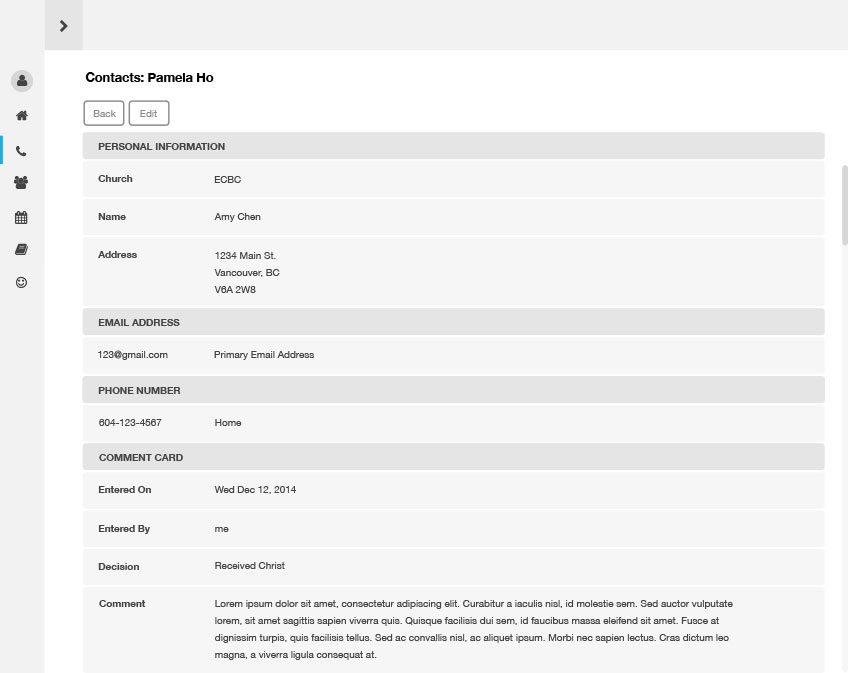 Contacts: Pamela Ho
Back Edit
PERSONAL INFORMATION
Church ECBC
Name Amy Chen
Address 1234 Main St.
Vancouver, BC
V6A 2W8
EMAIL ADDRESS
123@gmail.com Primary Email Address
PHONE NUMBER
604-123-4567 Home
COMMENT CARD
Entered On Wed Dec 12, 2014
Entered By me
Decision Received Christ
Comment Lorem ipsum dolor sit amet, consectetur adipiscing elit. Curabitur a iaculis nisl, id molestie sem. Sed auctor vulputate
lorem, sit amet sagittis sapien viverra quis. Quisque facilisis dui sem, id faucibus massa eleifend sit amet. Fusce at
dignissim turpis, quis facilisis tellus. Sed ac convallis nisl, ac aliquet ipsum. Morbi nec sapien lectus. Cras dictum leo
magna, a viverra ligula consequat at.